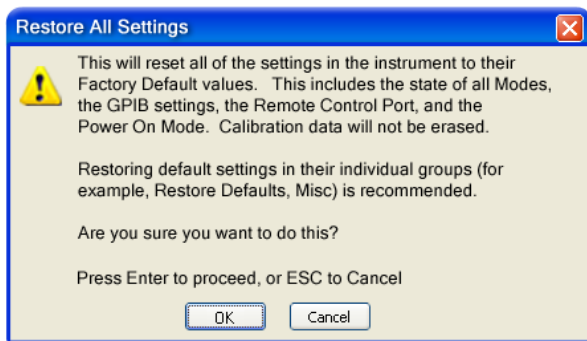 Restore All Settings
This will reset all of the settings in the instrument to their
Factory Default values.   This includes the state of all Modes,
the GPIB settings, the Remote Control Port, and the
Power On Mode.  Calibration data will not be erased.
Restoring default settings in their individual groups (for
example, Restore Defaults, Misc) is recommended.
Are you sure you want to do this?
Press Enter to proceed, or ESC to Cancel
OK Cancel